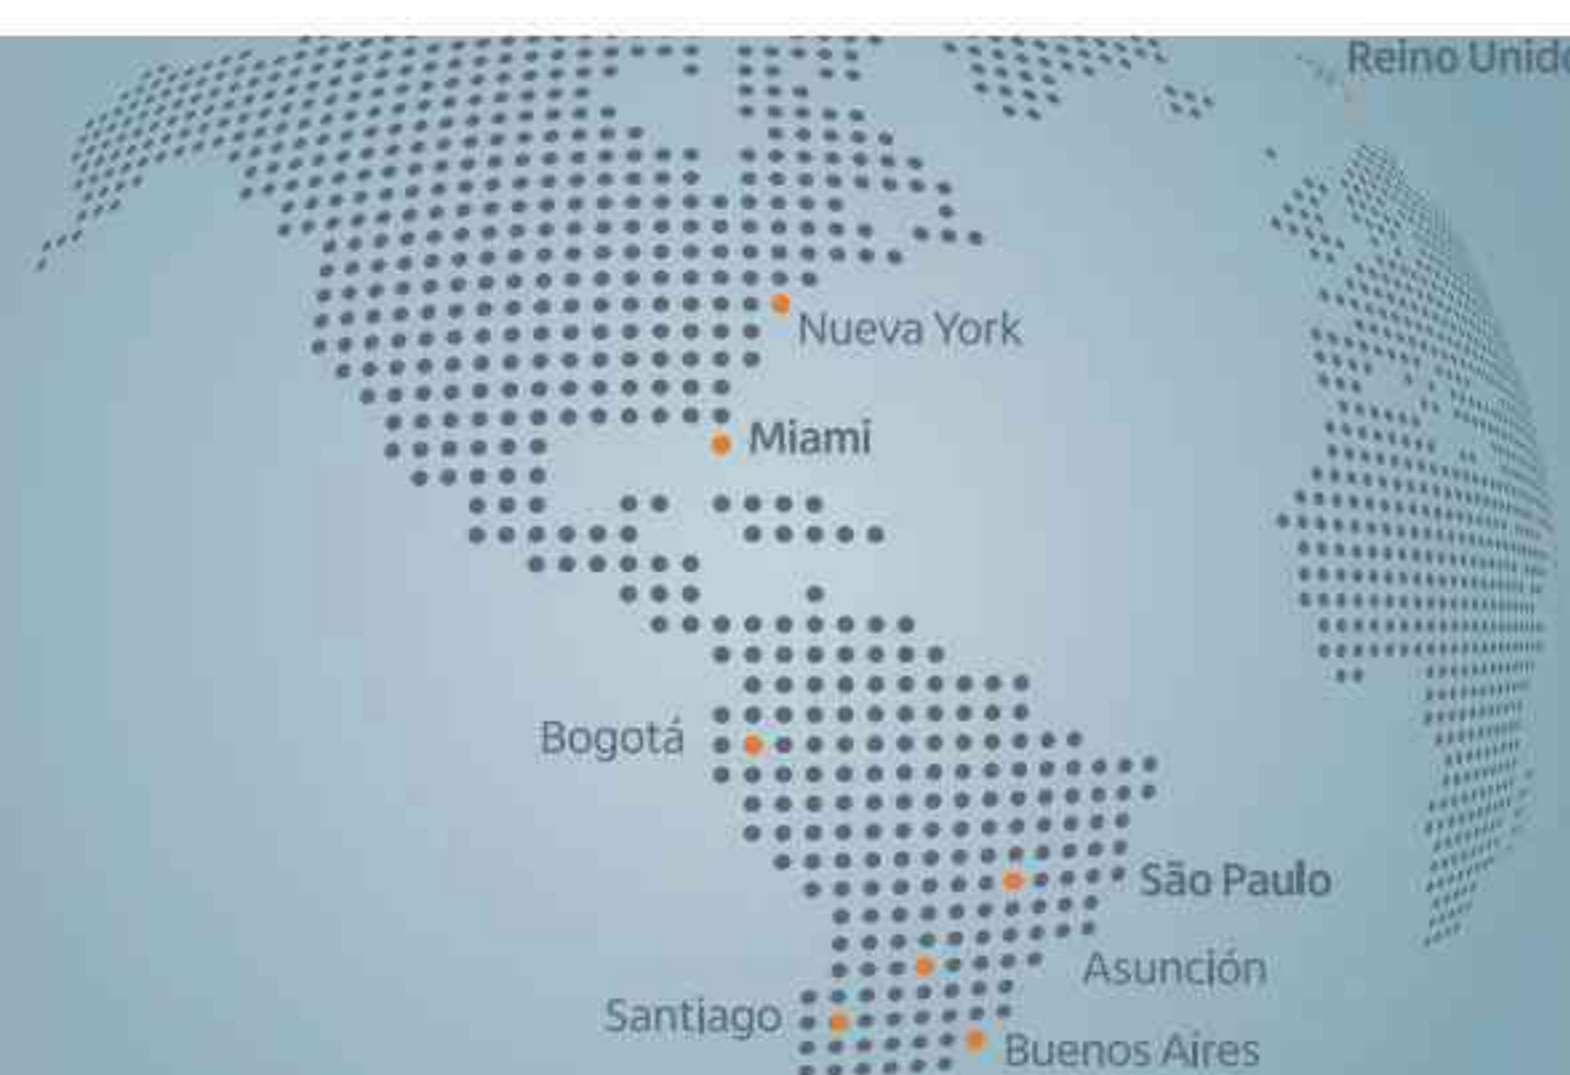 Reino Unido
Nueva York
Miami
Bogotá
São Paulo
Asunción
Santiago
Buenos Aires